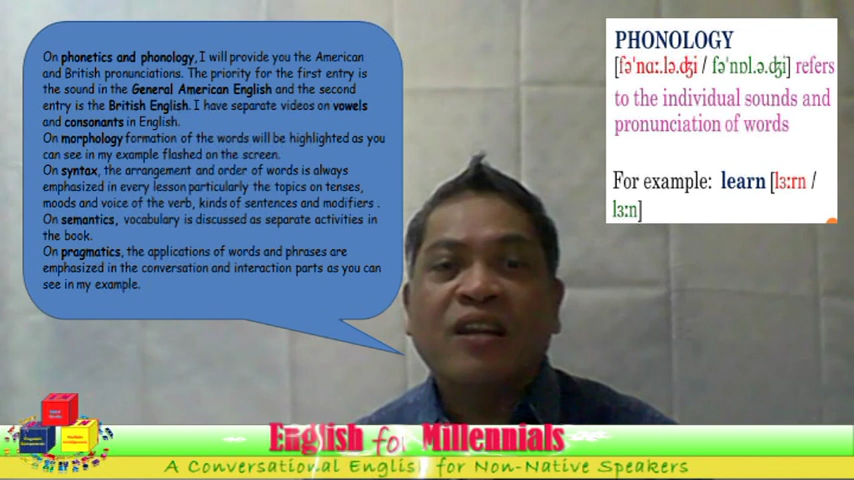 On phonetics and phonology, I will provide you the American
and British pronunciations. The priority for the first entry is
the sound in the General American English and the second
entry is the British English. I have separate videos on vowels
and consonants in English.
On morphology formation of the words will be highlighted as you
can see in my example flashed on the screen.
On syntax, the arrangement and order of words is always
emphasized in every lesson particularly the topics on tenses,
moods and voice of the verb, kinds of sentences and modifiers .
On semantics, vocabulary is discussed as separate activities in
the book.
On pragmatics, the applications of words and phrases are
emphasized in the conversation and interaction parts as you can
see in my example.
PHONOLOGY
[fəˈnɑː.lə.ʤi / fəˈnɒl.ə.ʤi] refers
to the individual sounds and
pronunciation of words
For example: learn [lɜːrn /
lɜːn]
English for Millennials
A Conversational English for Non-Native Speakers